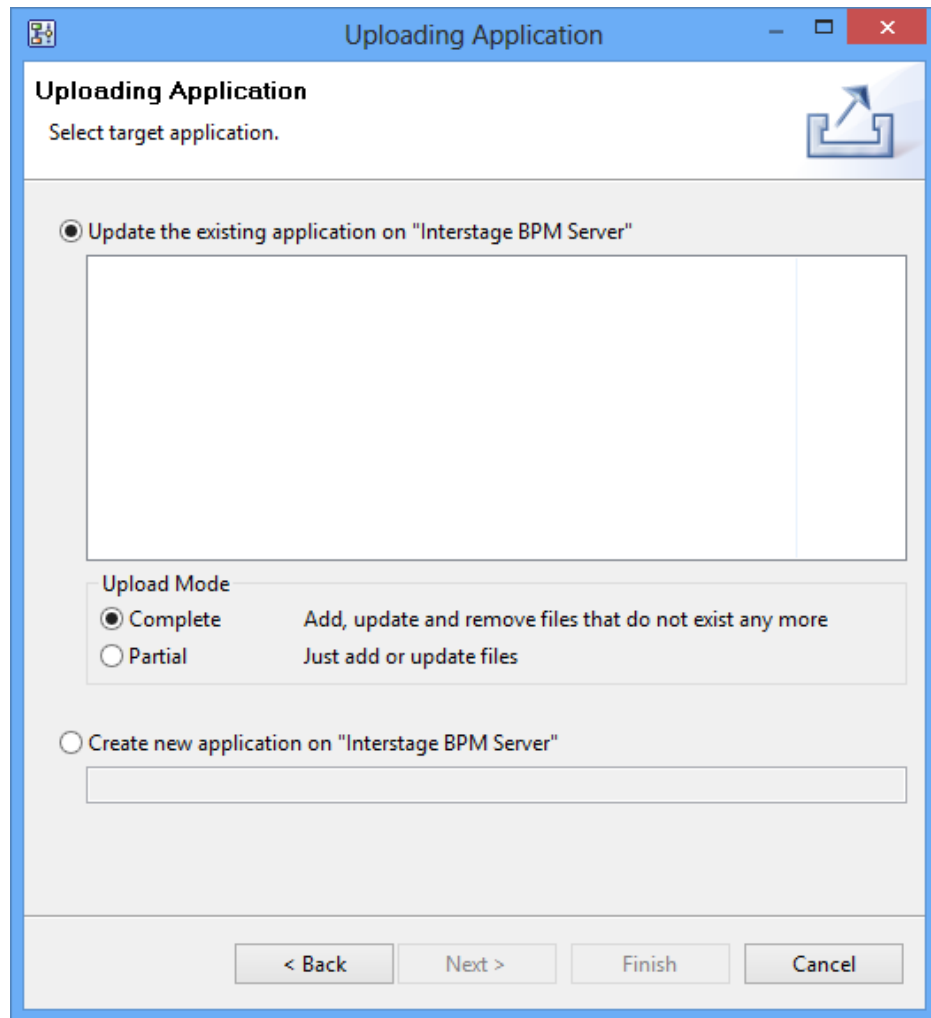 Uploading Application
Uploading Application
Select target application.
Update the existing application on "Interstage BPM Server"
Upload Mode
Complete Add, update and remove files that do not exist any more
Partial Just add or update files
Create new application on "Interstage BPM Server"
< Back Next > Finish Cancel